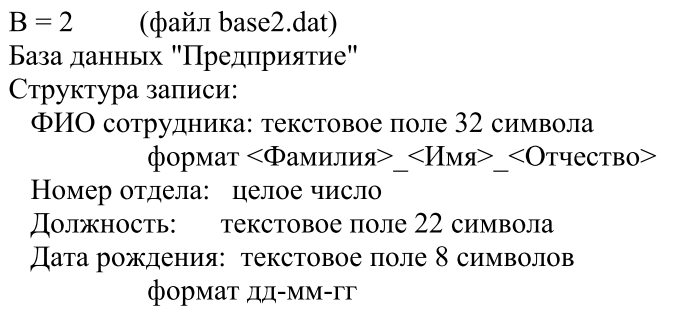 B = 2 (файл base2.dat)
База данных "Предприятие"
Структура записи:
ФИО сотрудника: текстовое поле 32 символа
формат <Фамилия>_<Имя>_<Отчество>
Номер отдела: целое число
Должность: текстовое поле 22 символа
Дата рождения: текстовое поле 8 символов
формат дд-мм-гг